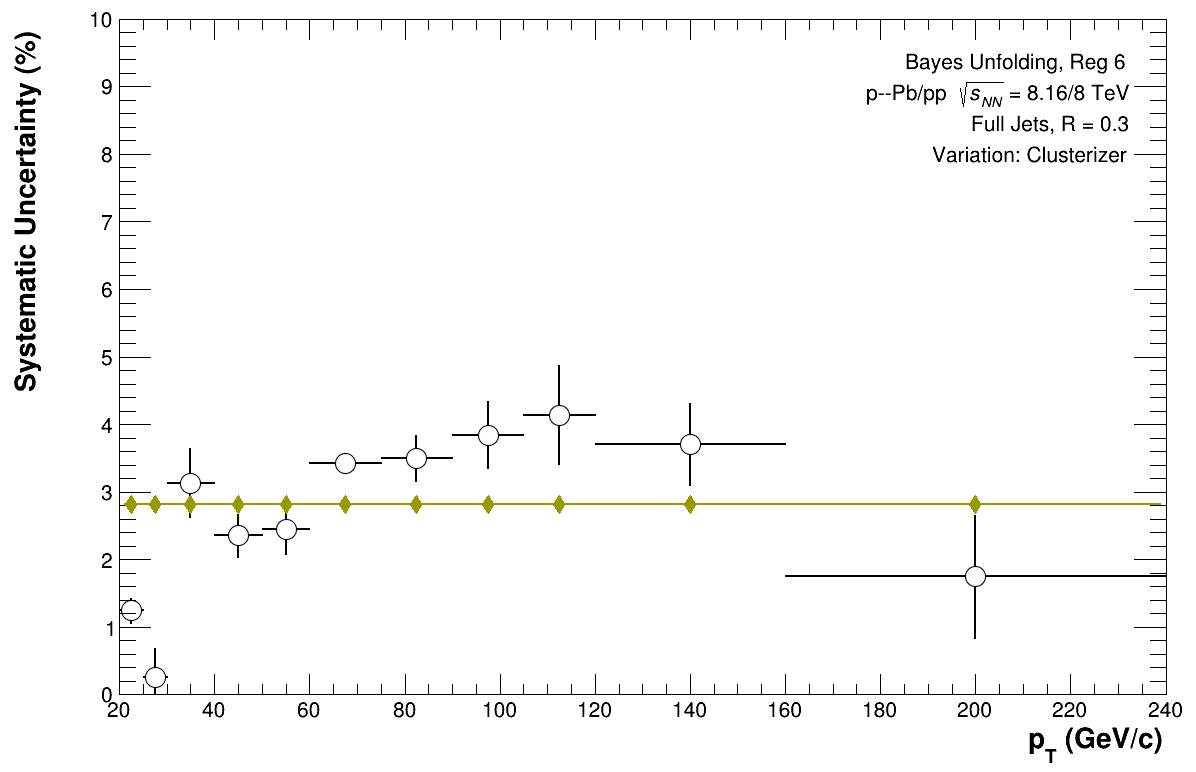 Systematic Uncertainty (%)
10
9
8
7
6
5
4
3
2
1
0
Bayes Unfolding, Reg 6
p--Pb/pp √s_NN = 8.16/8 TeV
Full Jets, R = 0.3
Variation: Clusterizer
20 40 60 80 100 120 140 160 180 200 220 240
p_T (GeV/c)